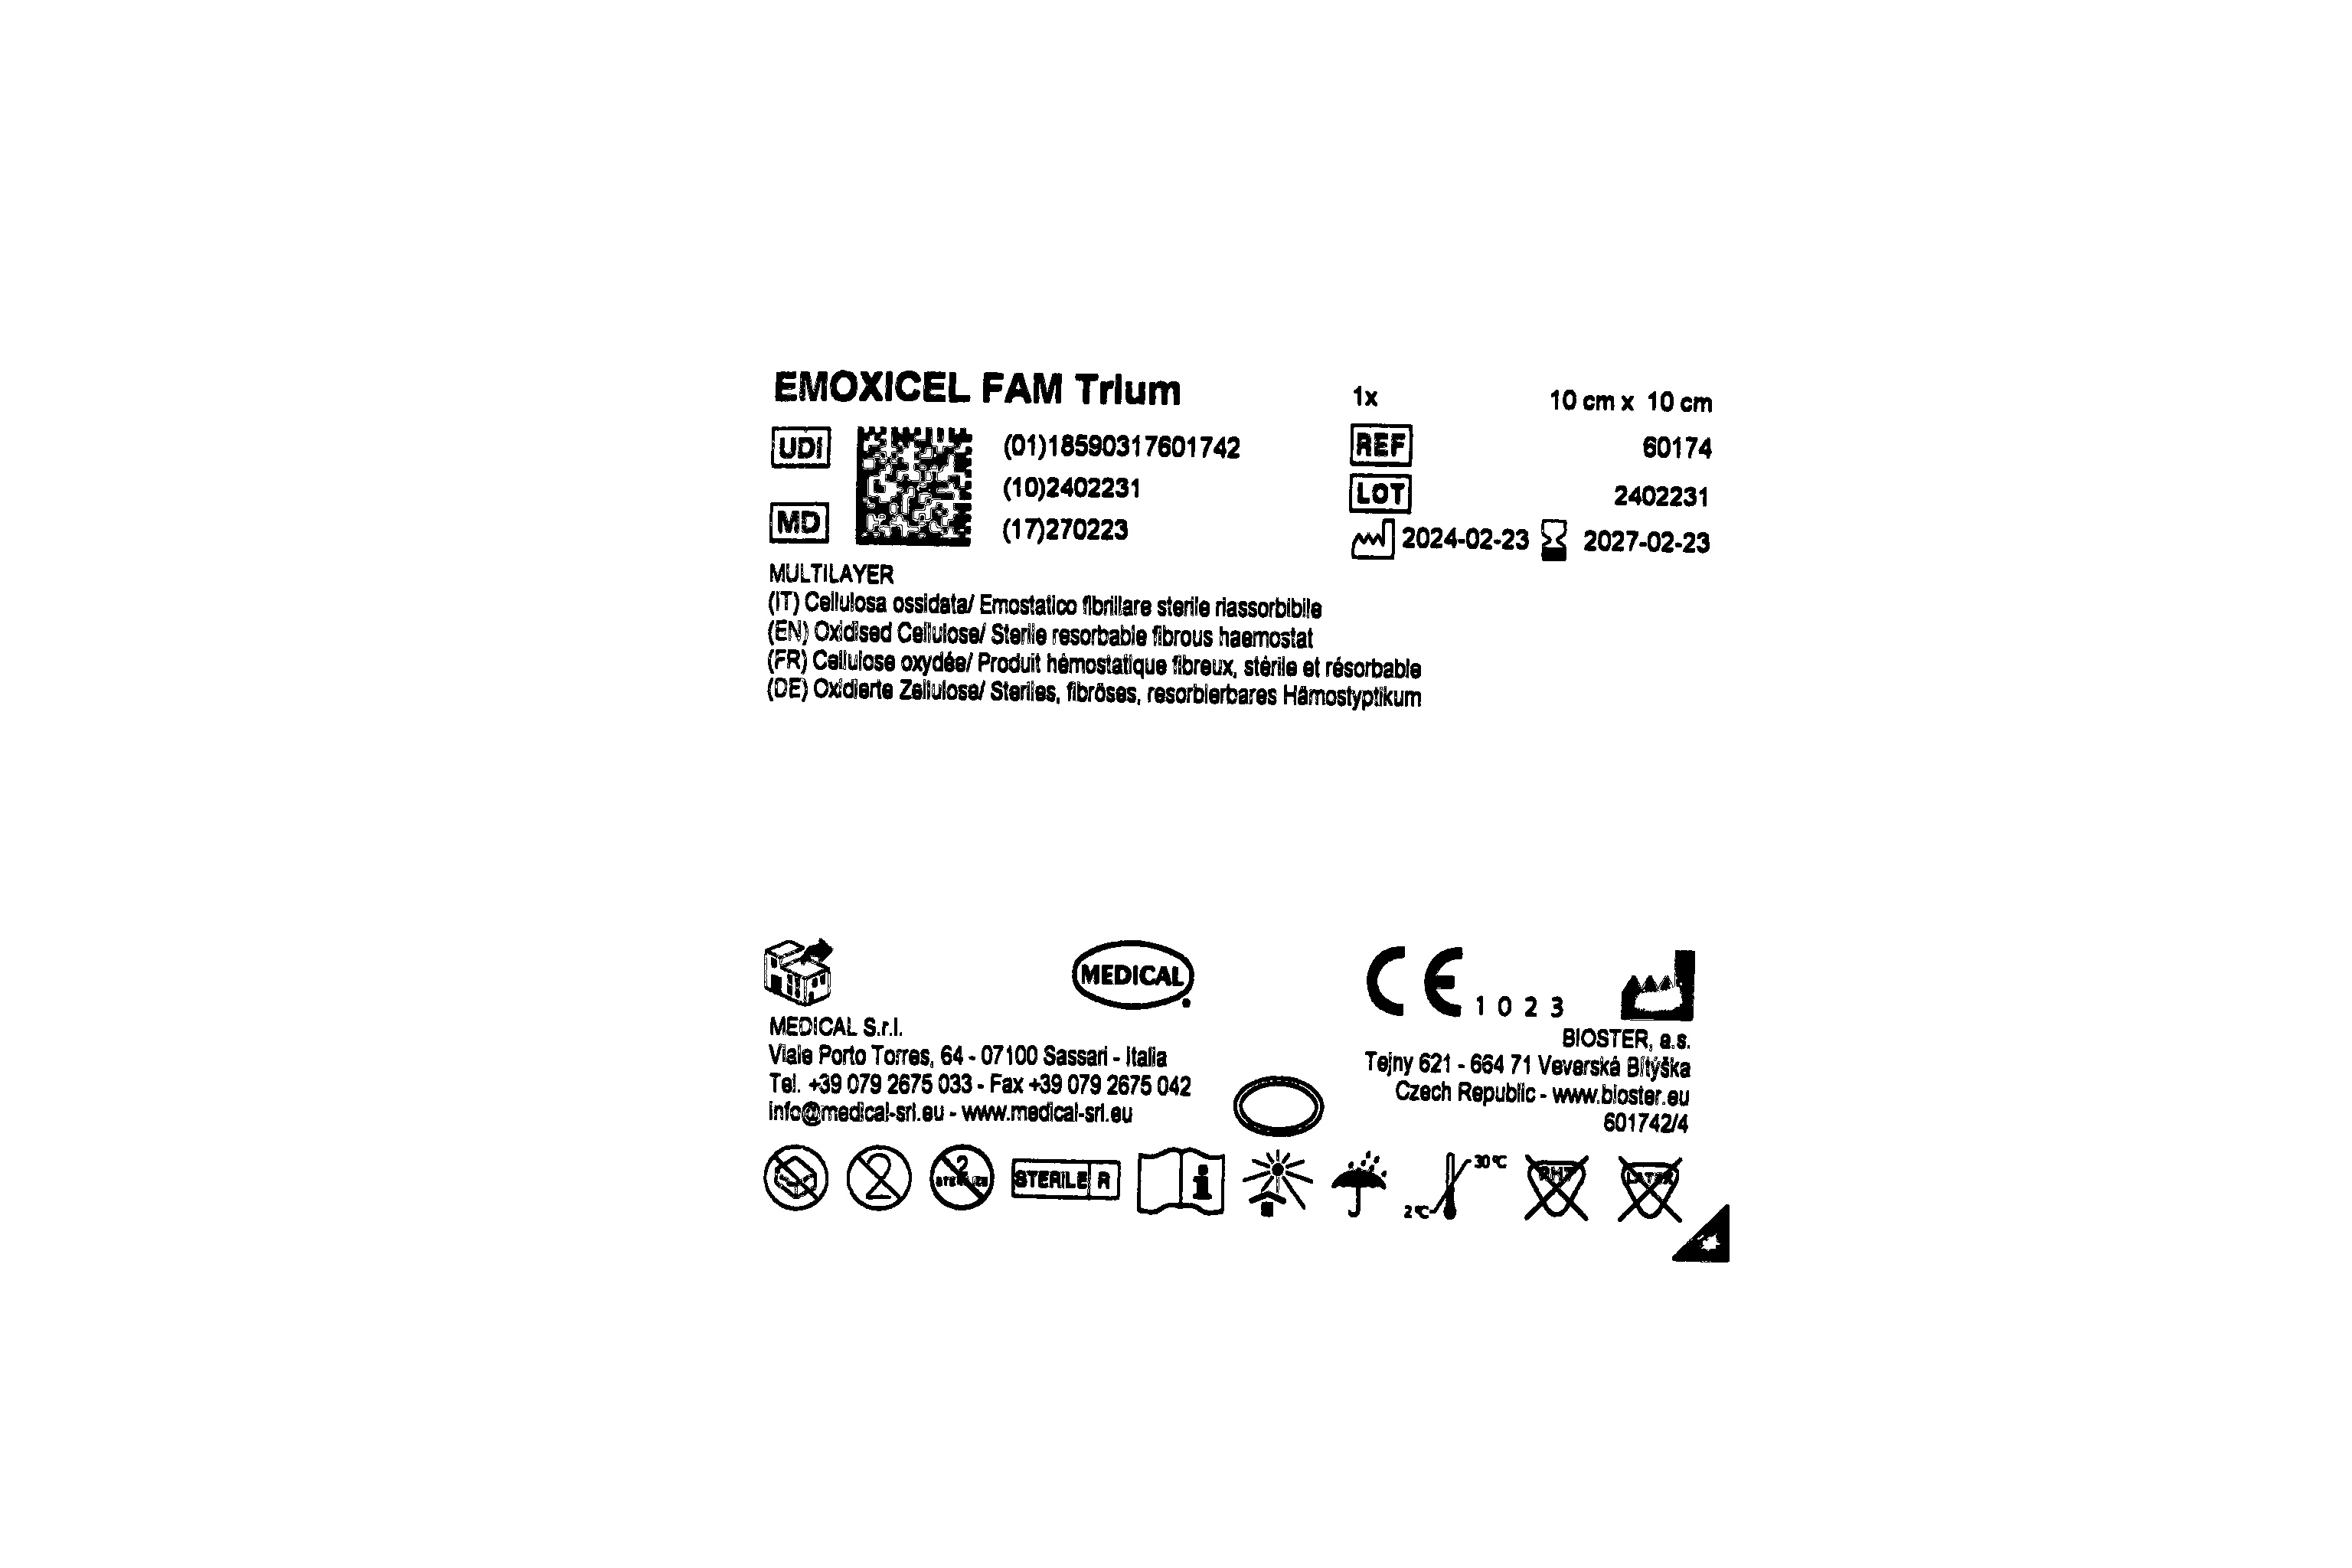 EMOXICEL FAM Trium
1x 10 cm x 10 cm
UDI (01)18590317601742 REF 60174
(10)2402231 LOT 2402231
MD (17)270223 2024-02-23 2027-02-23
MULTILAYER
(IT) Cellulosa ossidata/ Emostatico fibrillare sterile riassorbibile
(EN) Oxidised Cellulose/ Sterile resorbable fibrous haemostat
(FR) Cellulose oxydée/ Produit hémostatique fibreux, stérile et résorbable
(DE) Oxidierte Zellulose/ Steriles, fibröses, resorbierbares Hämostyptikum
MEDICAL
CE 1023
MEDICAL S.r.l.
Viale Porto Torres, 64 - 07100 Sassari - Italia
Tel. +39 079 2675 033 - Fax +39 079 2675 042
info@medical-srl.eu - www.medical-srl.eu
BIOSTER, a.s.
Tejny 621 - 664 71 Veverská Bítýška
Czech Republic - www.bioster.eu
601742/4
2
2
STERILE R
i
2°C 30°C
LATEX